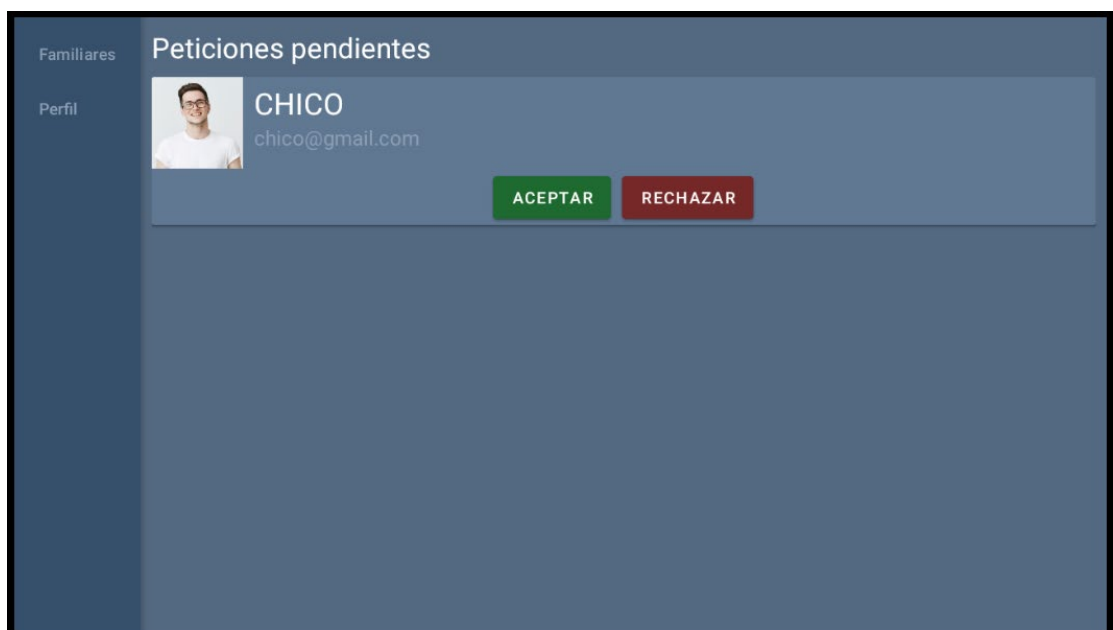 Familiares
Perfil
Peticiones pendientes
CHICO
chico@gmail.com
ACEPTAR
RECHAZAR